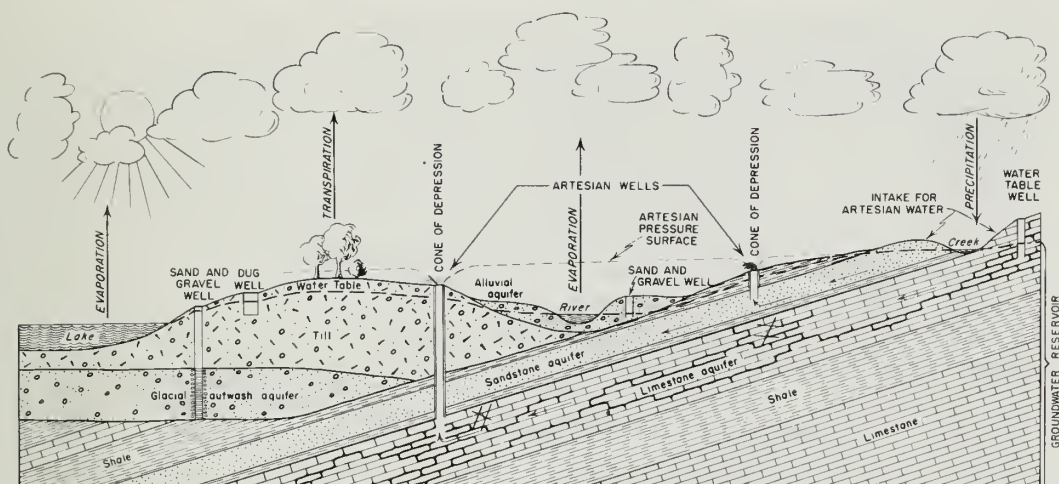 EVAPORATION
TRANSPIRATION
CONE OF DEPRESSION
ARTESIAN WELLS
EVAPORATION
CONE OF DEPRESSION
PRECIPITATION
WATER
TABLE
WELL
INTAKE FOR
ARTESIAN WATER
ARTESIAN
PRESSURE
SURFACE
Creek
SAND AND
GRAVEL
WELL
DUG
WELL
Water Table
Alluvial
aquifer
River
SAND AND
GRAVEL WELL
Lake
Till
Sandstone aquifer
Limestone aquifer
Glacial outwash aquifer
Shale
Shale
Limestone
GROUNDWATER RESERVOIR